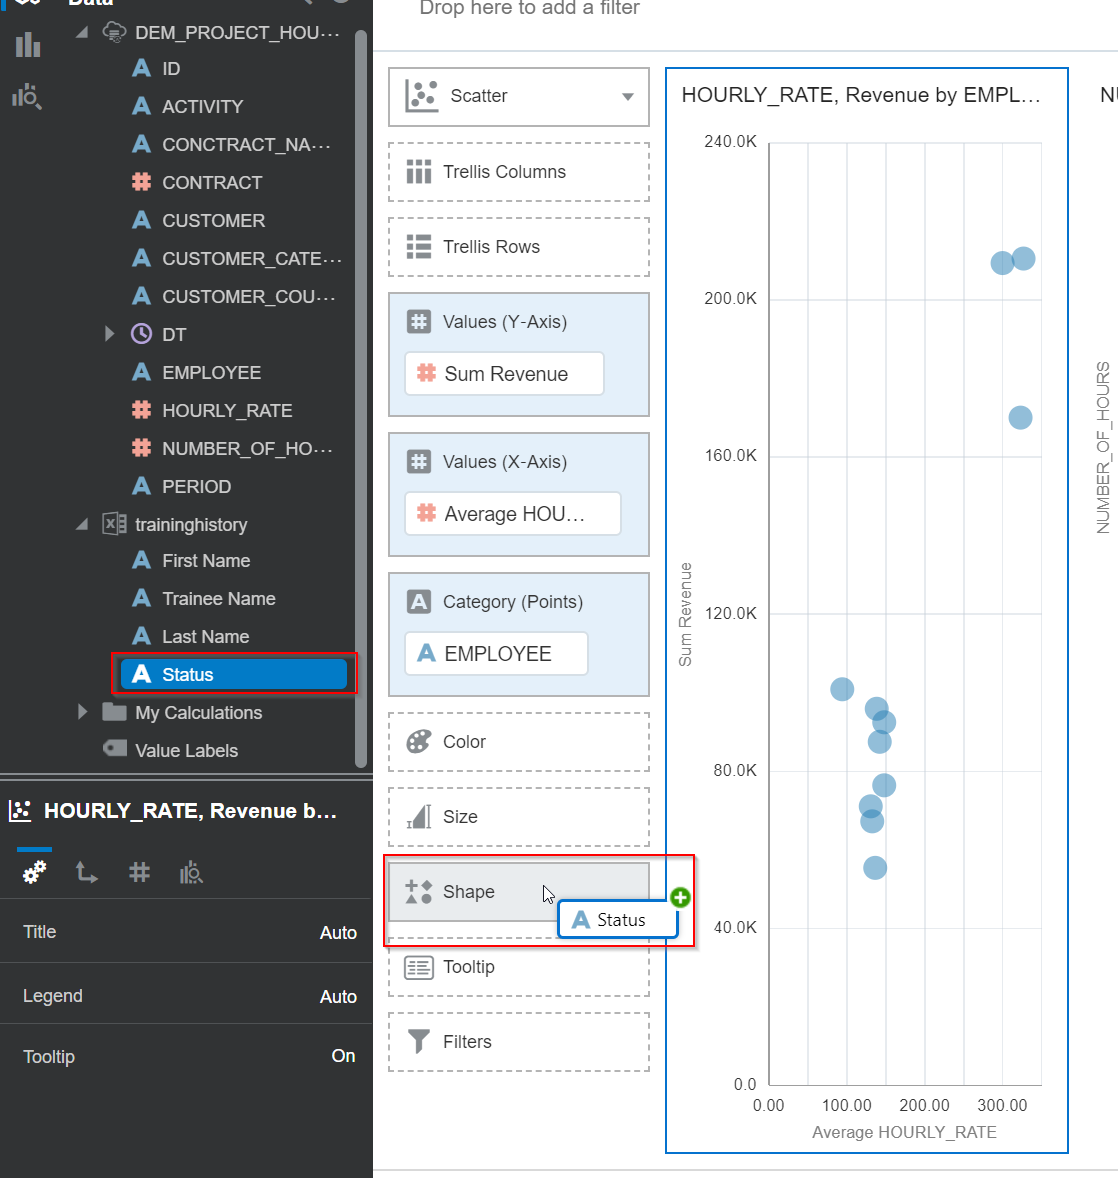 Data
DEM_PROJECT_HOU···
ID
ACTIVITY
CONCTRACT_NA···
CONTRACT
CUSTOMER
CUSTOMER_CATE···
CUSTOMER_COU···
DT
EMPLOYEE
HOURLY_RATE
NUMBER_OF_HO···
PERIOD
traininghistory
First Name
Trainee Name
Last Name
Status
My Calculations
Value Labels
HOURLY_RATE, Revenue b...
Title Auto
Legend Auto
Tooltip On
Drop here to add a filter
Scatter
Trellis Columns
Trellis Rows
Values (Y-Axis)
Sum Revenue
Values (X-Axis)
Average HOU...
Category (Points)
EMPLOYEE
Color
Size
Shape
Status
Tooltip
Filters
HOURLY_RATE, Revenue by EMPL...
240.0K
200.0K
160.0K
120.0K
80.0K
40.0K
0.0
Sum Revenue
0.00 100.00 200.00 300.00
Average HOURLY_RATE
NUMBER_OF_HOURS